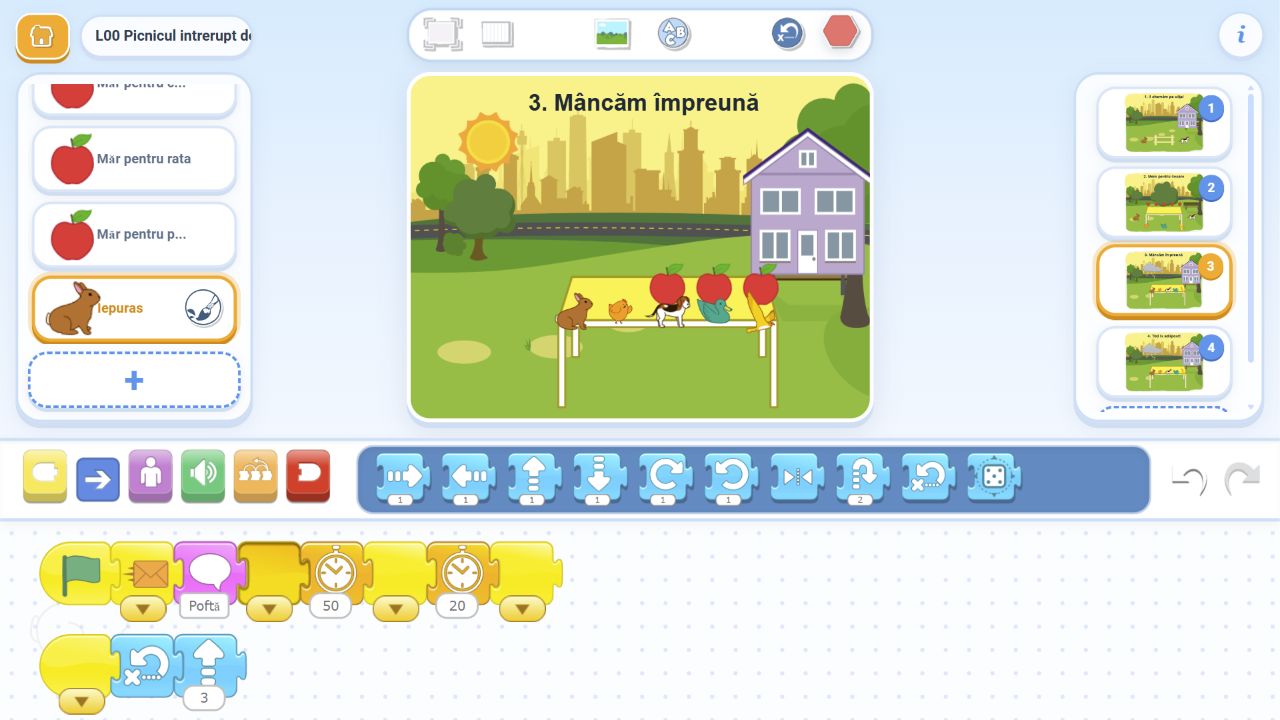 L00 Picnicul intrerupt de
A
B
C
i
Măr pentru c...
Măr pentru rata
Măr pentru p...
Iepuras
+
3. Mâncăm împreună
1
2
3
4
1
1
1
1
1
1
2
Poftă
50
20
3